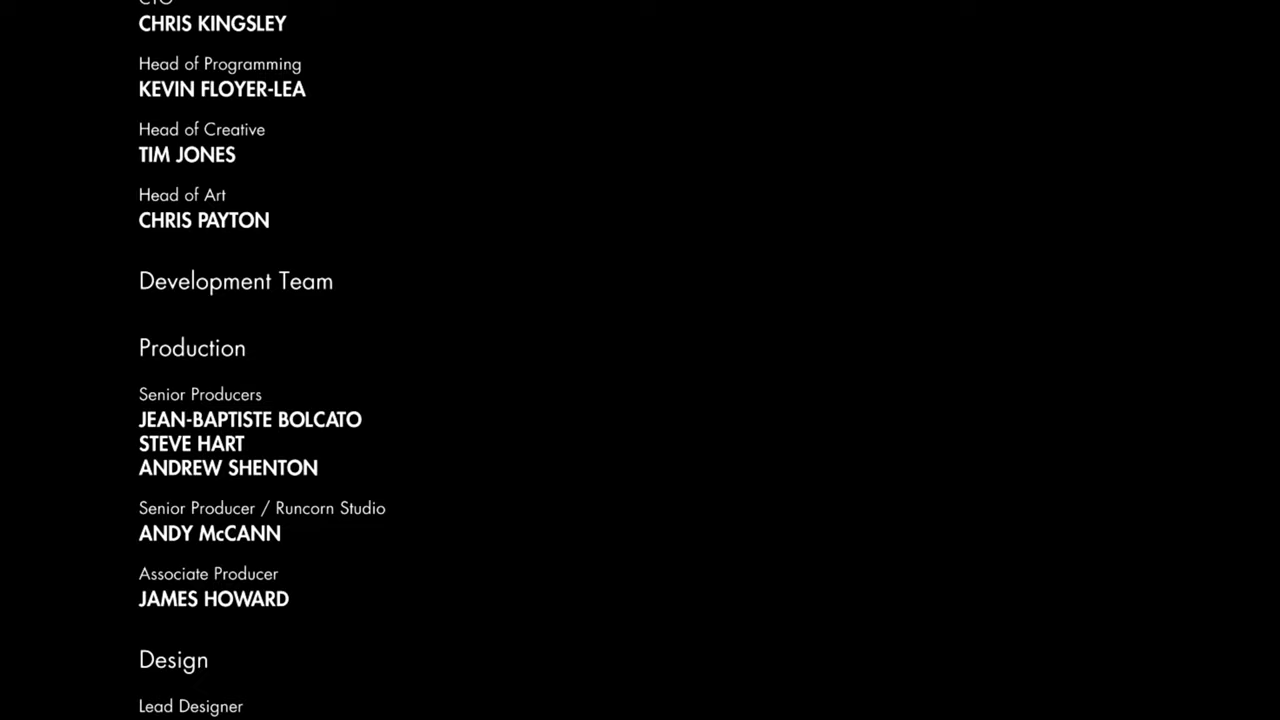 CTO
CHRIS KINGSLEY
Head of Programming
KEVIN FLOYER-LEA
Head of Creative
TIM JONES
Head of Art
CHRIS PAYTON
Development Team
Production
Senior Producers
JEAN-BAPTISTE BOLCATO
STEVE HART
ANDREW SHENTON
Senior Producer / Runcorn Studio
ANDY McCANN
Associate Producer
JAMES HOWARD
Design
Lead Designer